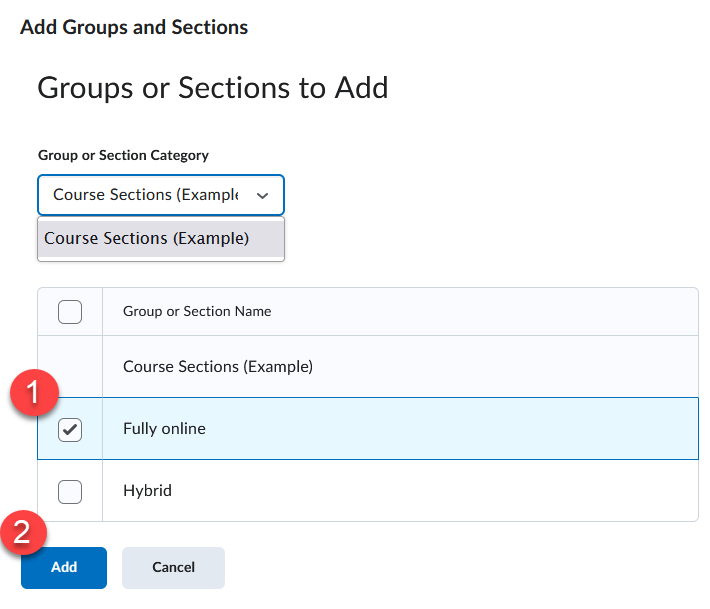 Add Groups and Sections
Groups or Sections to Add
Group or Section Category
Course Sections (Example
Course Sections (Example)
Group or Section Name
Course Sections (Example)
1
Fully online
Hybrid
2
Add Cancel